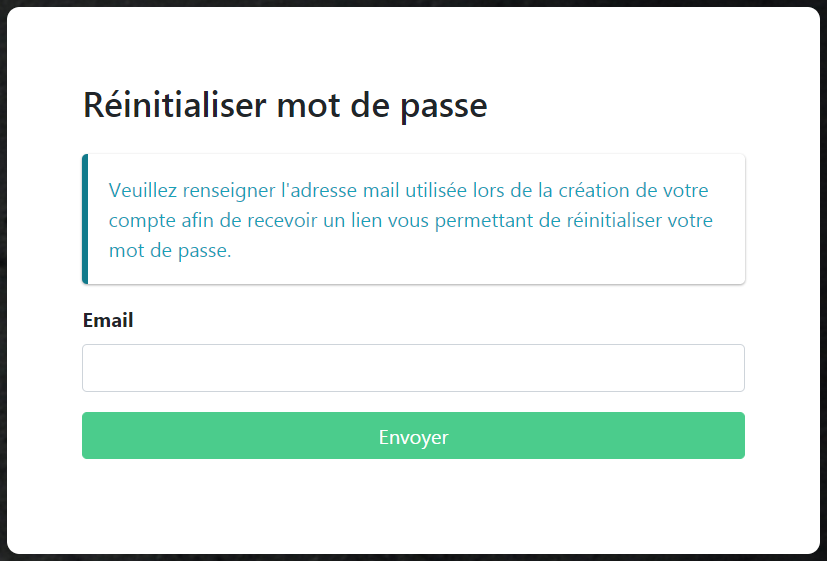 Réinitialiser mot de passe
Veuillez renseigner l'adresse mail utilisée lors de la création de votre
compte afin de recevoir un lien vous permettant de réinitialiser votre
mot de passe.
Email
Envoyer